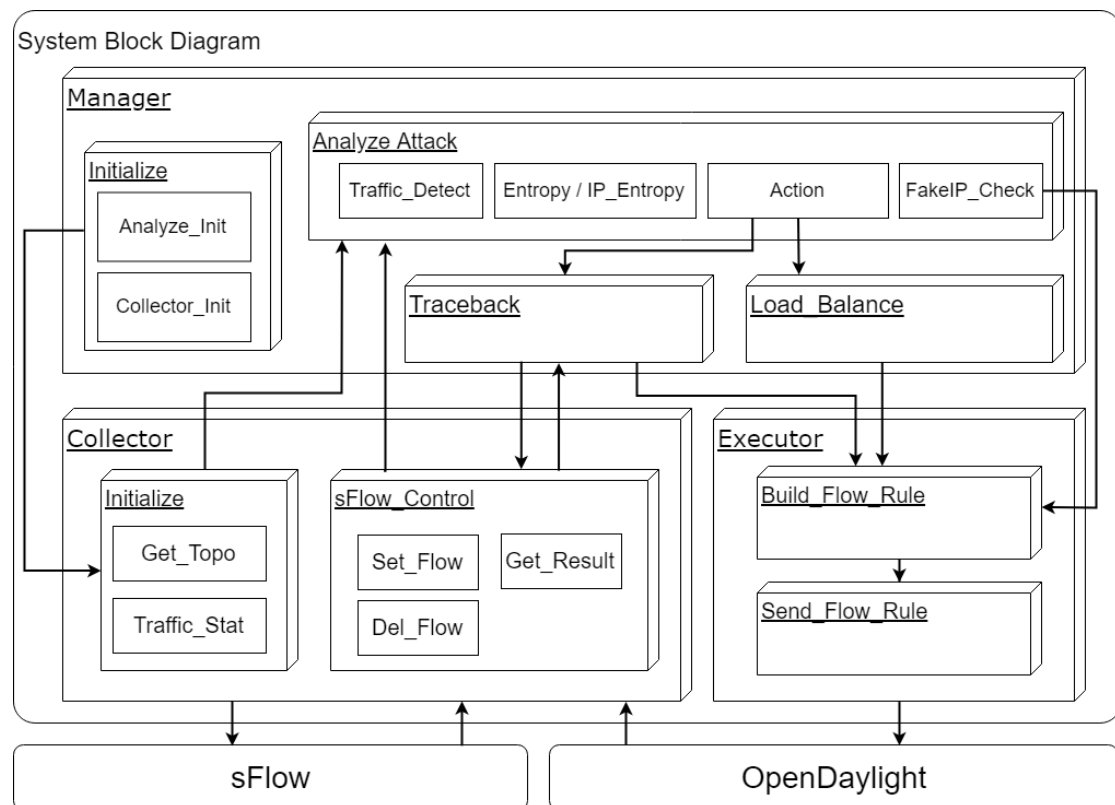 System Block Diagram
Manager
Initialize
Analyze_Init
Collector_Init
Analyze Attack
Traffic_Detect
Entropy / IP_Entropy
Action
FakeIP_Check
Traceback
Load_Balance
Collector
Initialize
Get_Topo
Traffic_Stat
sFlow_Control
Set_Flow
Get_Result
Del_Flow
Executor
Build_Flow_Rule
Send_Flow_Rule
sFlow
OpenDaylight